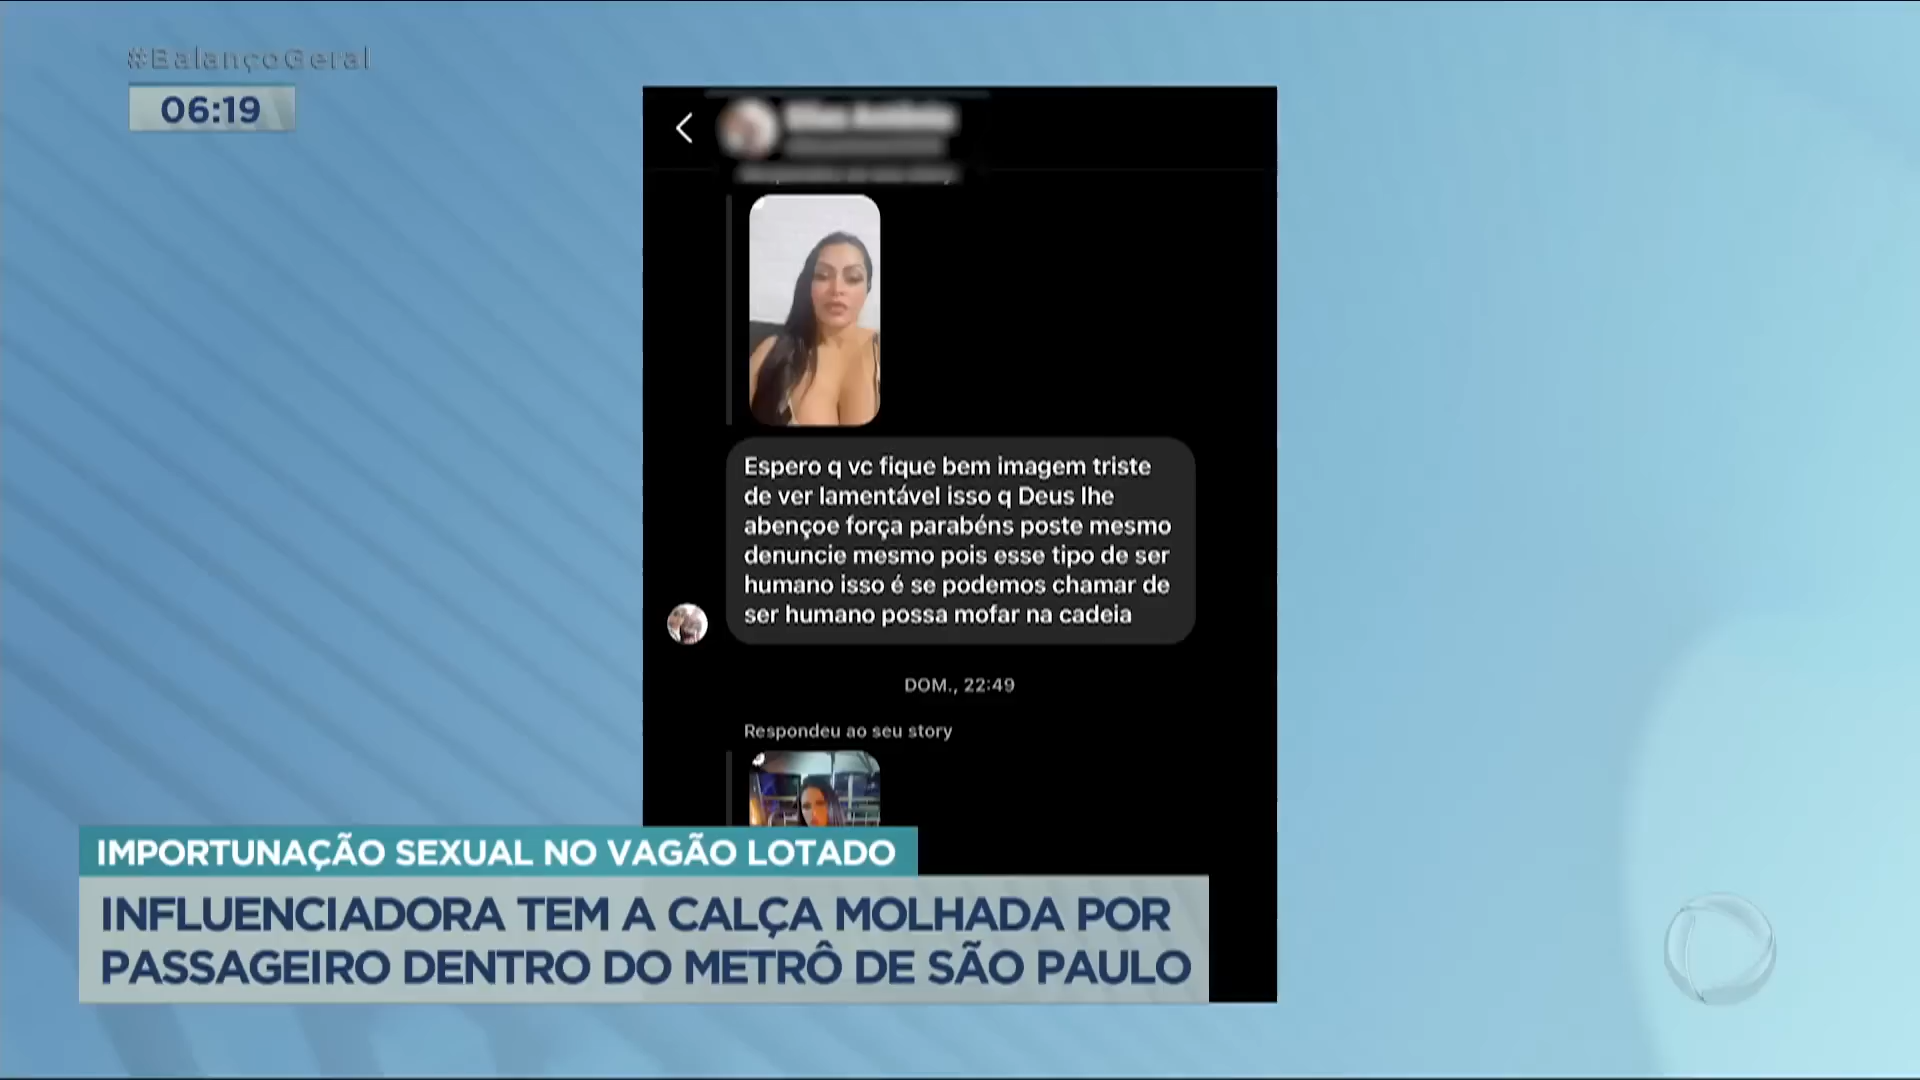 #BalançoGeral
06:19
Espero q vc fique bem imagem triste
de ver lamentável isso q Deus lhe
abençoe força parabéns poste mesmo
denuncie mesmo pois esse tipo de ser
humano isso é se podemos chamar de
ser humano possa mofar na cadeia
DOM., 22:49
Respondeu ao seu story
IMPORTUNAÇÃO SEXUAL NO VAGÃO LOTADO
INFLUENCIADORA TEM A CALÇA MOLHADA POR
PASSAGEIRO DENTRO DO METRÔ DE SÃO PAULO